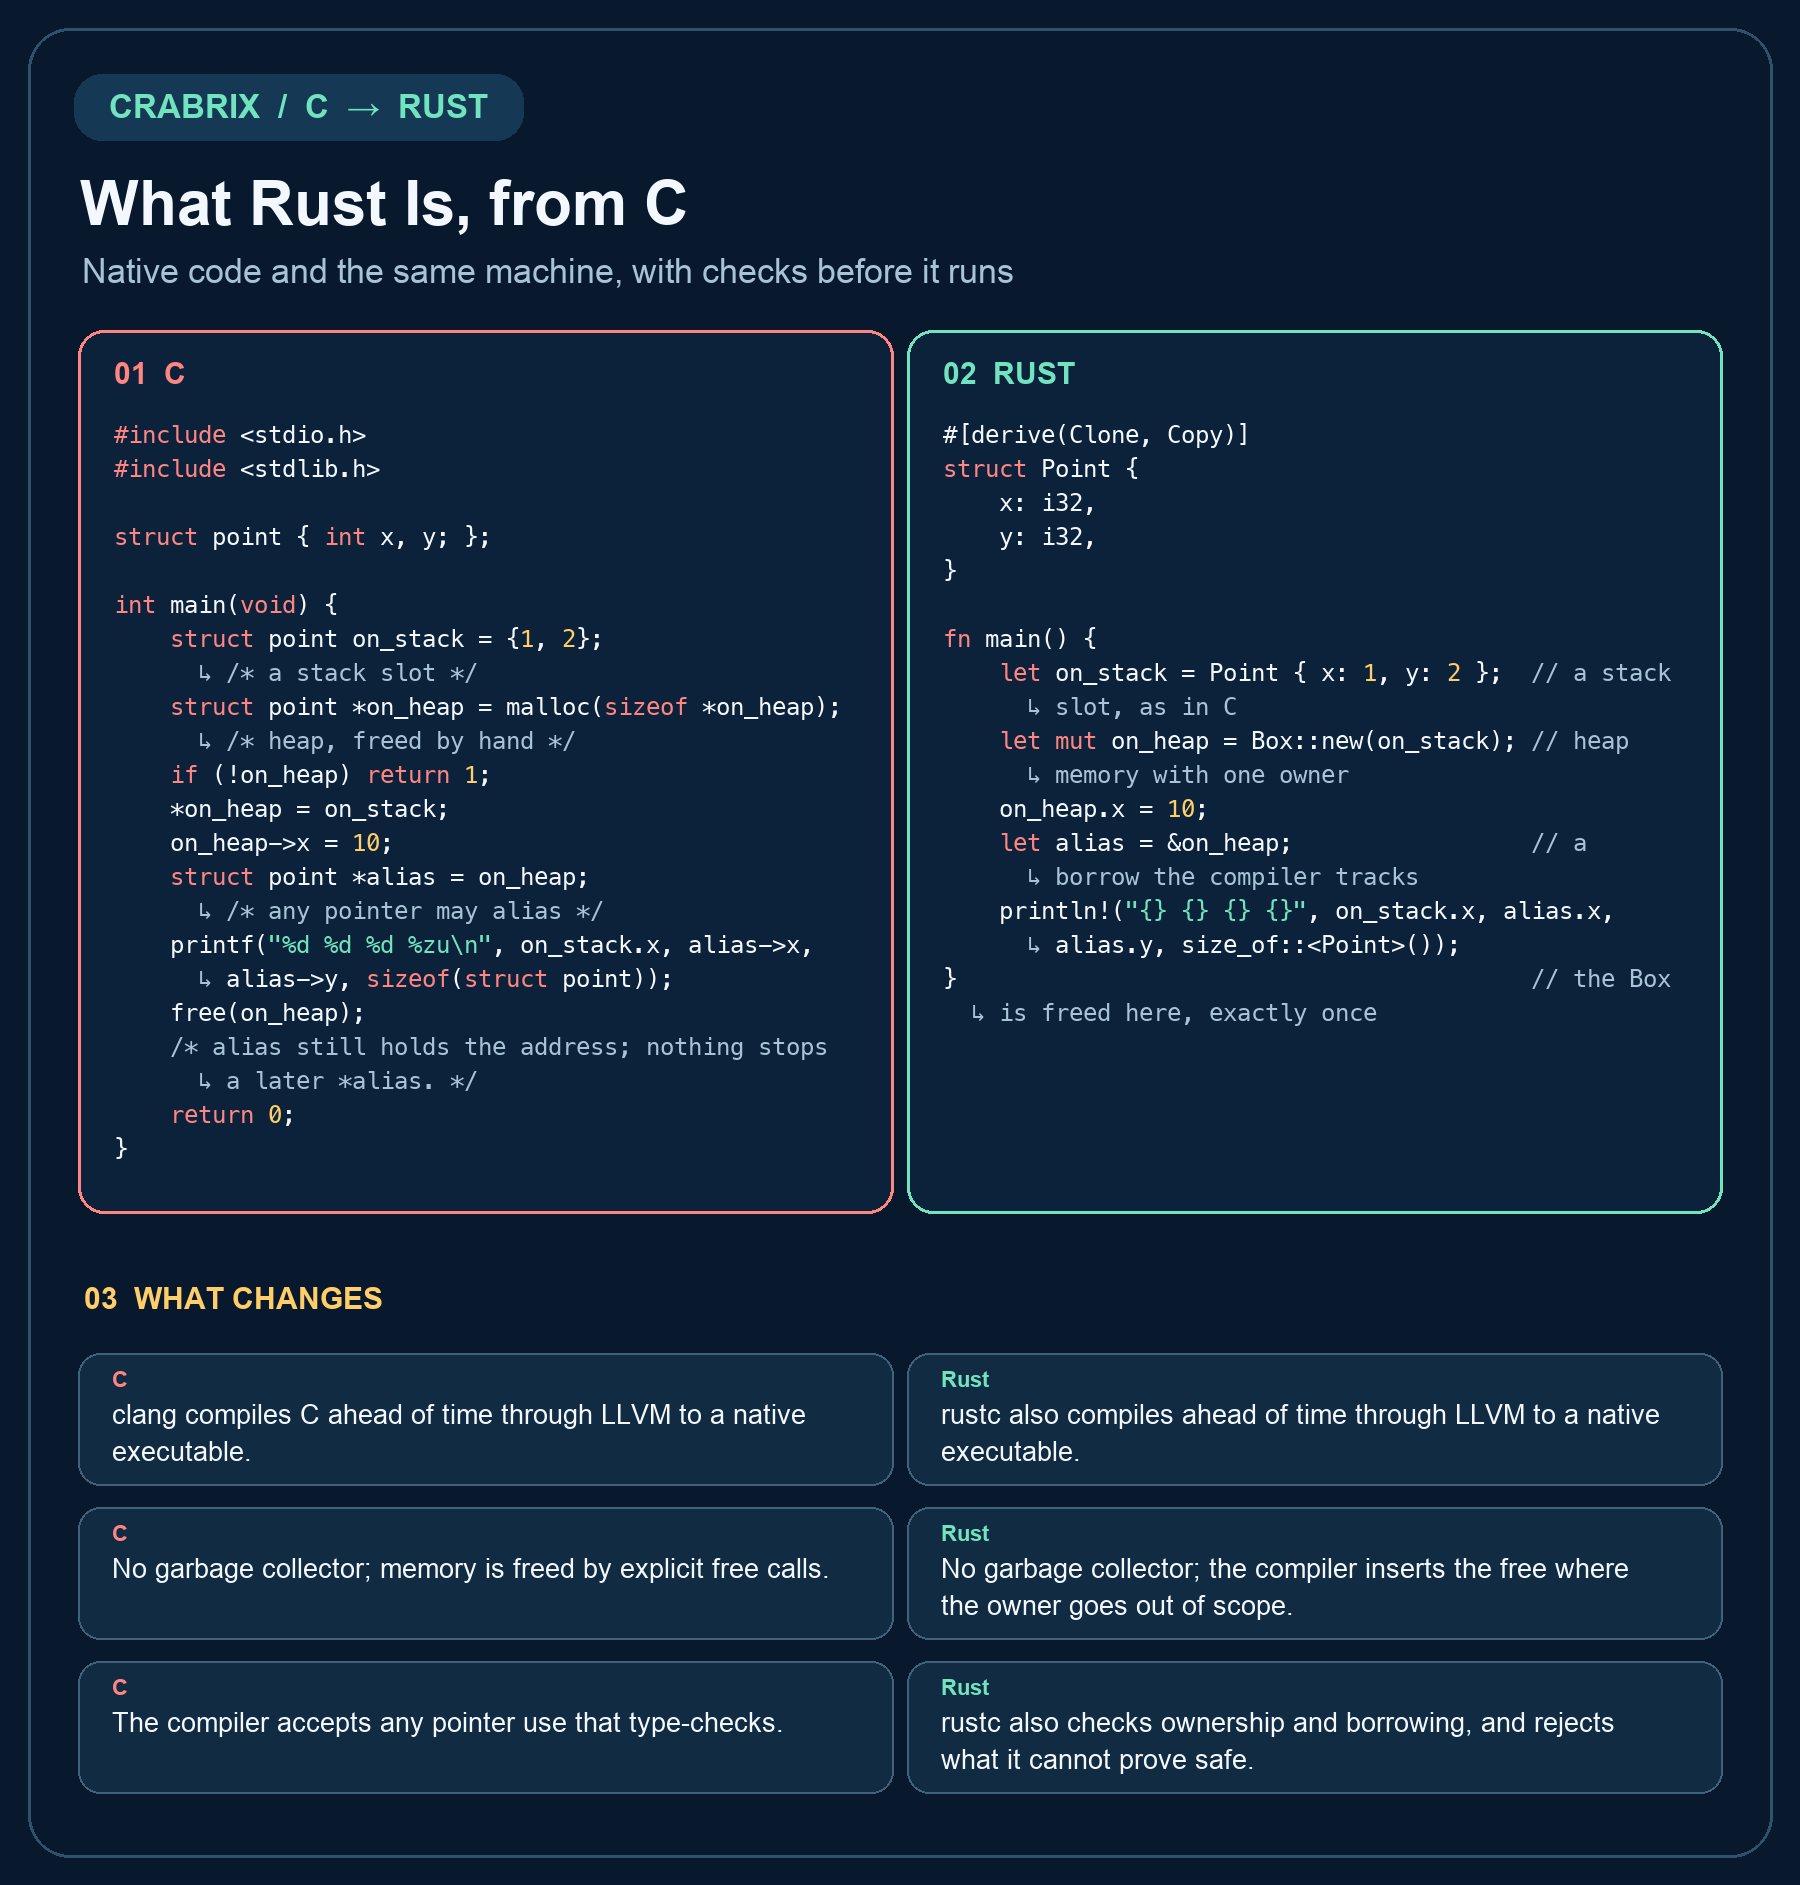 CRABRIX / C → RUST
What Rust Is, from C
Native code and the same machine, with checks before it runs
01 C
#include <stdio.h>
#include <stdlib.h>
struct point { int x, y; };
int main(void) {
    struct point on_stack = {1, 2};
      ↳ /* a stack slot */
    struct point *on_heap = malloc(sizeof *on_heap);
      ↳ /* heap, freed by hand */
    if (!on_heap) return 1;
    *on_heap = on_stack;
    on_heap->x = 10;
    struct point *alias = on_heap;
      ↳ /* any pointer may alias */
    printf("%d %d %d %zu\n", on_stack.x, alias->x,
      ↳ alias->y, sizeof(struct point));
    free(on_heap);
    /* alias still holds the address; nothing stops
      ↳ a later *alias. */
    return 0;
}
02 RUST
#[derive(Clone, Copy)]
struct Point {
    x: i32,
    y: i32,
}
fn main() {
    let on_stack = Point { x: 1, y: 2 };  // a stack
      ↳ slot, as in C
    let mut on_heap = Box::new(on_stack); // heap
      ↳ memory with one owner
    on_heap.x = 10;
    let alias = &on_heap;                 // a
      ↳ borrow the compiler tracks
    println!("{} {} {} {}", on_stack.x, alias.x,
      ↳ alias.y, size_of::<Point>());
}                                         // the Box
  ↳ is freed here, exactly once
03 WHAT CHANGES
C
clang compiles C ahead of time through LLVM to a native
executable.
Rust
rustc also compiles ahead of time through LLVM to a native
executable.
C
No garbage collector; memory is freed by explicit free calls.
Rust
No garbage collector; the compiler inserts the free where
the owner goes out of scope.
C
The compiler accepts any pointer use that type-checks.
Rust
rustc also checks ownership and borrowing, and rejects
what it cannot prove safe.